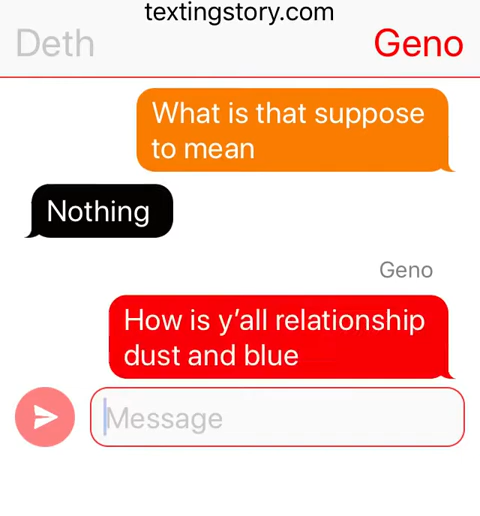 textingstory.com
Deth
Geno
What is that suppose
to mean
Nothing
Geno
How is y'all relationship
dust and blue
Message